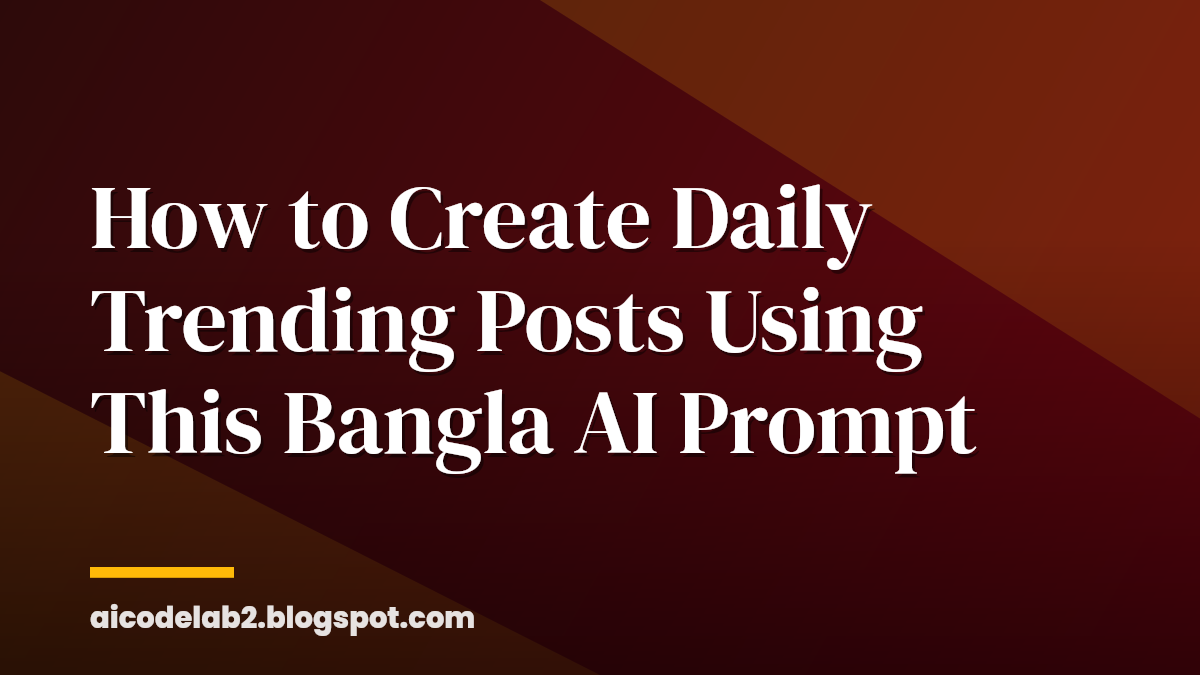 How to Create Daily
Trending Posts Using
This Bangla AI Prompt
aicodelab2.blogspot.com